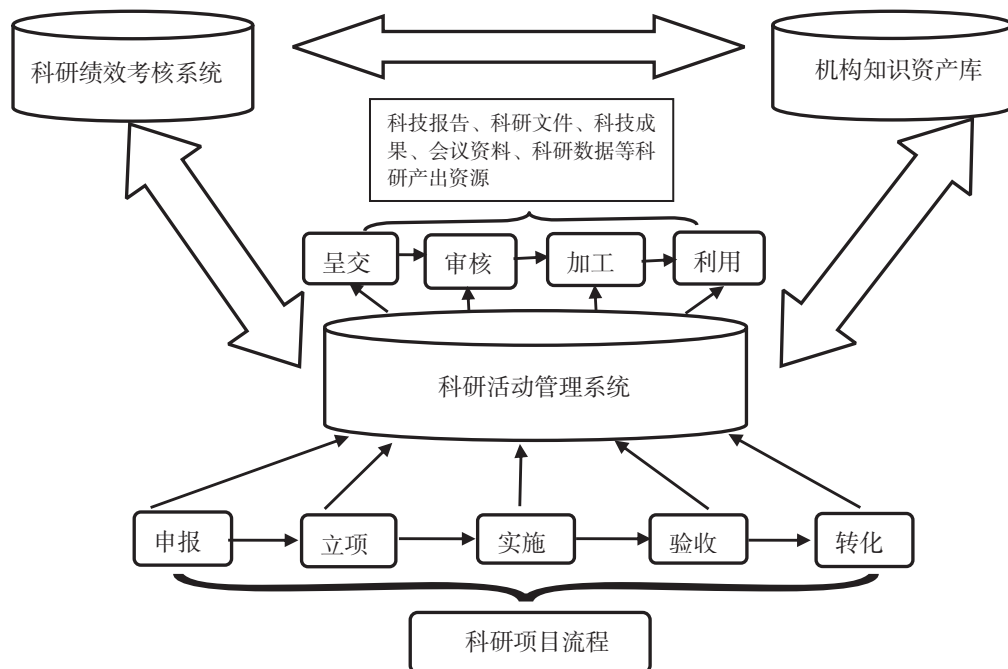 科研绩效考核系统
机构知识资产库
科技报告、科研文件、科技成
果、会议资料、科研数据等科
研产出资源
呈交
审核
加工
利用
科研活动管理系统
申报
立项
实施
验收
转化
科研项目流程